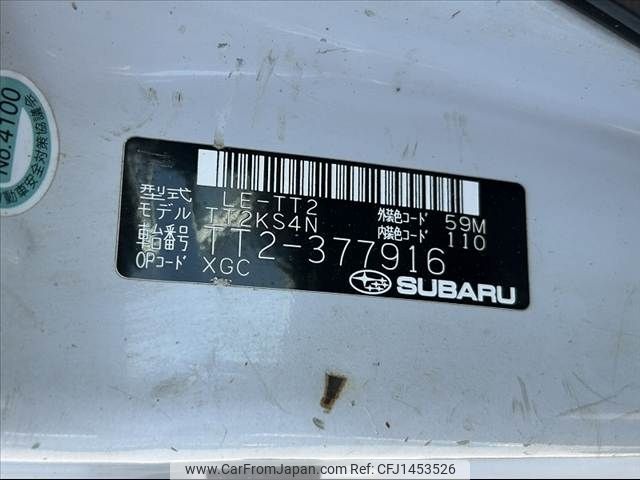 No.4100
型式 LE-TT2
モデル TT2KS4N 外装色コード 59M
車台番号 TT2-377916 内装色コード 110
OPコード XGC
SUBARU
www.CarFromJapan.com CFJ1453526